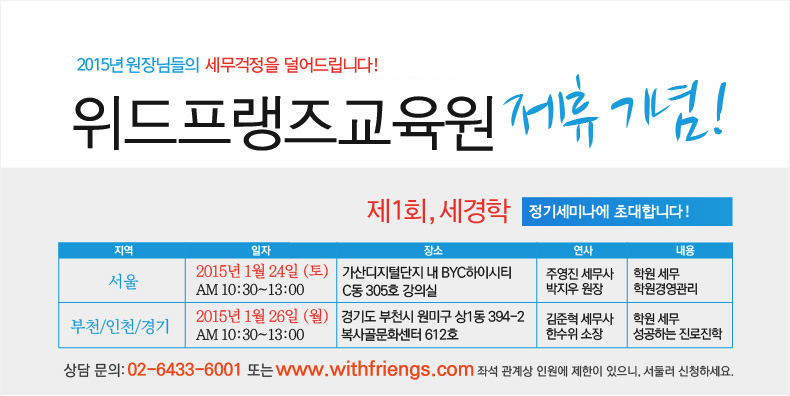 2015년 원장님들의 세무걱정을 덜어드립니다!
위드프랭즈교육원 제휴 기념!
제1회, 세경학 정기세미나에 초대합니다!
지역 일자 장소 연사 내용
서울 2015년 1월 24일 (토) AM 10:30~13:00 가산디지털단지 내 BYC하이시티 C동 305호 강의실 주영진 세무사 박지우 원장 학원 세무 학원경영관리
부천/인천/경기 2015년 1월 26일 (월) AM 10:30~13:00 경기도 부천시 원미구 상1동 394-2 복사골문화센터 612호 김준혁 세무사 한수위 소장 학원 세무 성공하는 진로진학
상담 문의: 02-6433-6001 또는 www.withfriengs.com 좌석 관계상 인원에 제한이 있으니, 서둘러 신청하세요.